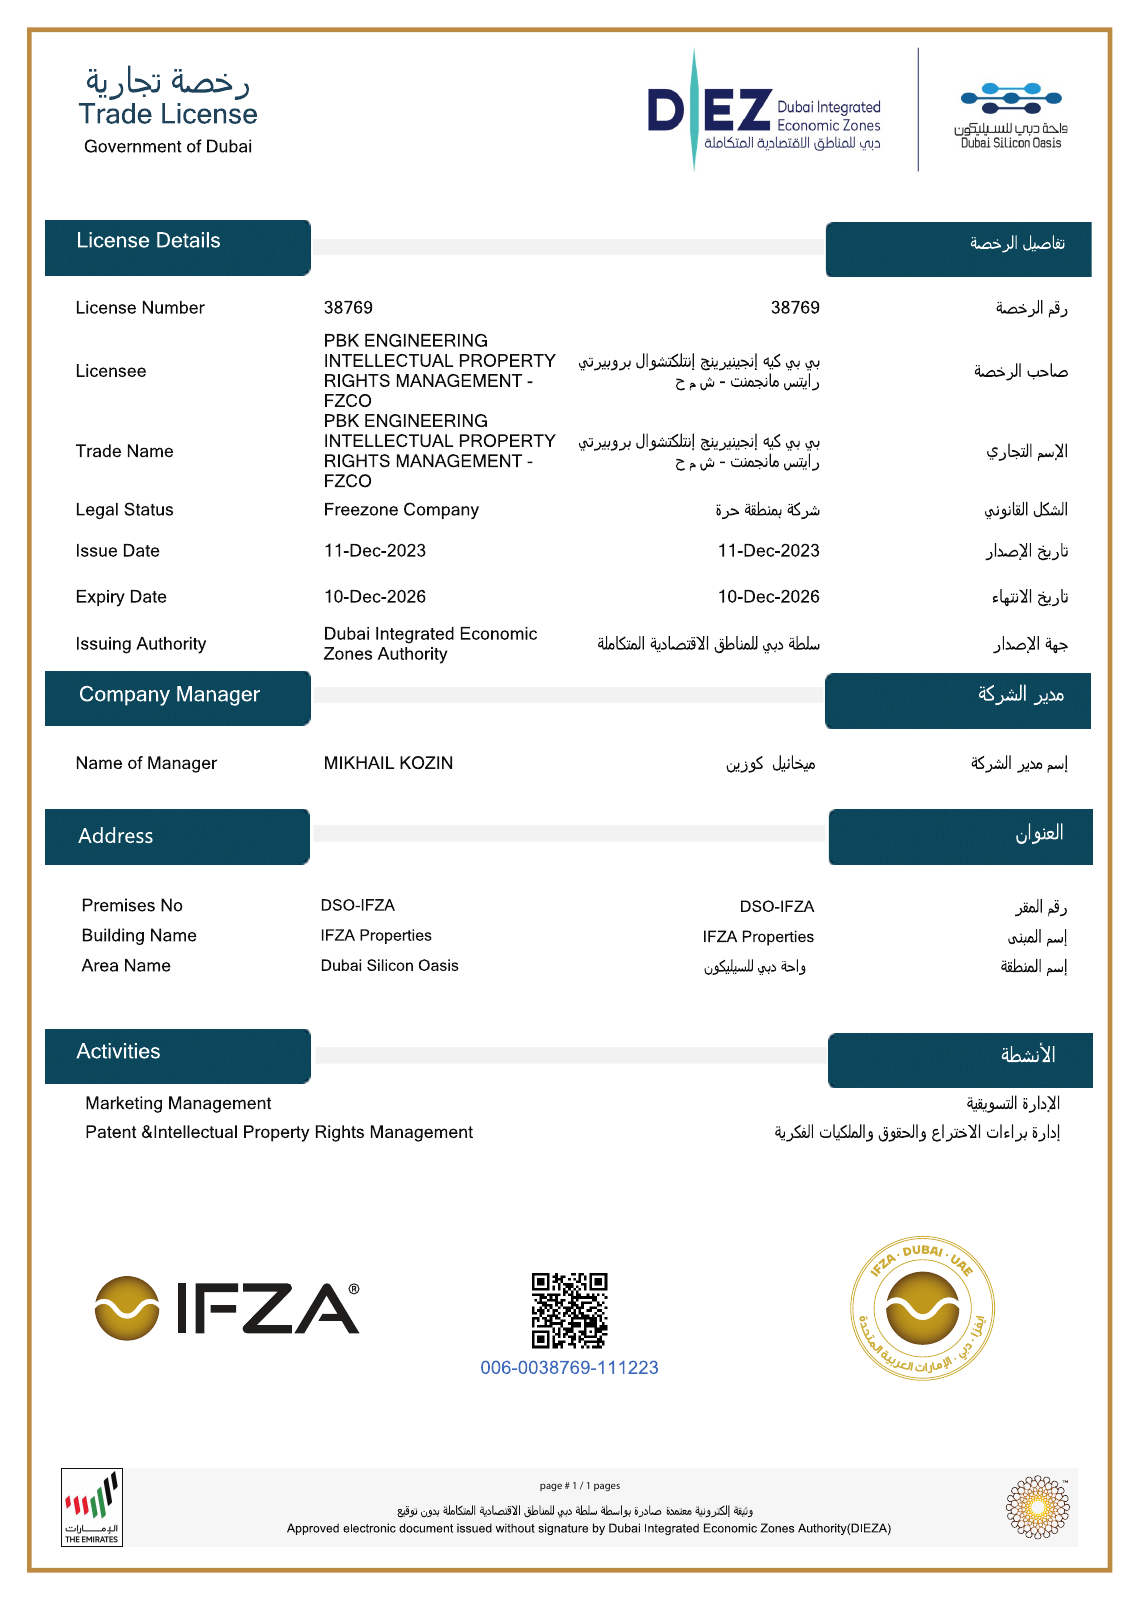 رخصة تجارية
Trade License
Government of Dubai
DIEZ
Dubai Integrated
Economic Zones
دبي للمناطق الاقتصادية المتكاملة
واحة دبي للسيليكون
Dubai Silicon Oasis
License Details
تفاصيل الرخصة
License Number 38769 38769 رقم الرخصة
Licensee
PBK ENGINEERING
INTELLECTUAL PROPERTY
RIGHTS MANAGEMENT -
FZCO
بي بي كيه إنجينيرينج إنتلكتشوال بروبيرتي
رايتس مانجمنت - ش م ح
صاحب الرخصة
Trade Name
PBK ENGINEERING
INTELLECTUAL PROPERTY
RIGHTS MANAGEMENT -
FZCO
بي بي كيه إنجينيرينج إنتلكتشوال بروبيرتي
رايتس مانجمنت - ش م ح
الإسم التجاري
Legal Status Freezone Company شركة بمنطقة حرة الشكل القانوني
Issue Date 11-Dec-2023 11-Dec-2023 تاريخ الإصدار
Expiry Date 10-Dec-2026 10-Dec-2026 تاريخ الانتهاء
Issuing Authority
Dubai Integrated Economic
Zones Authority
سلطة دبي للمناطق الاقتصادية المتكاملة
جهة الإصدار
Company Manager
مدير الشركة
Name of Manager MIKHAIL KOZIN ميخائيل كوزين إسم مدير الشركة
Address
العنوان
Premises No DSO-IFZA DSO-IFZA رقم المقر
Building Name IFZA Properties IFZA Properties إسم المبنى
Area Name Dubai Silicon Oasis واحة دبي للسيليكون إسم المنطقة
Activities
الأنشطة
Marketing Management الإدارة التسويقية
Patent &Intellectual Property Rights Management إدارة براءات الاختراع والحقوق والملكيات الفكرية
IFZA®
006-0038769-111223
IFZA · DUBAI · UAE
ايفزا · دبي · الإمارات العربية المتحدة
الإمــــارات
THE EMIRATES
page # 1 / 1 pages
وثيقة إلكترونية معتمدة صادرة بواسطة سلطة دبي للمناطق الاقتصادية المتكاملة بدون توقيع
Approved electronic document issued without signature by Dubai Integrated Economic Zones Authority(DIEZA)
™